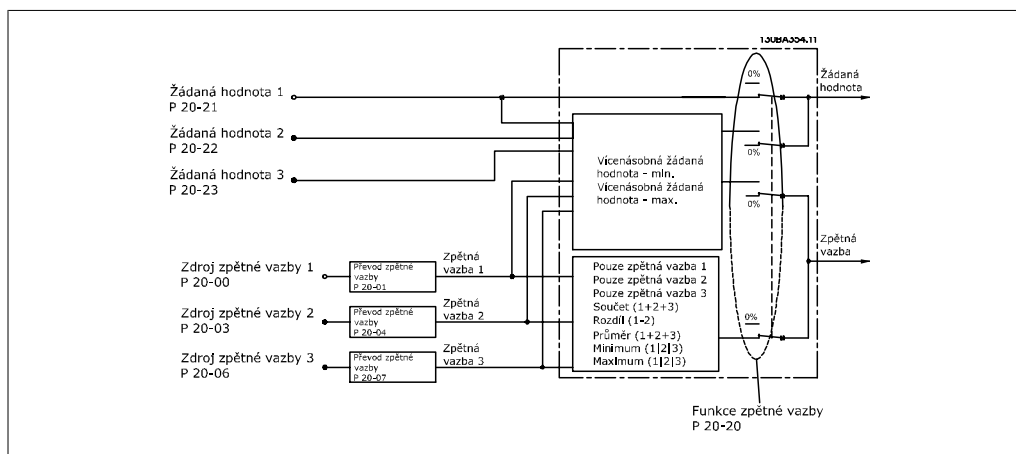 130BA354.11
Žádaná hodnota 1
P 20-21
Žádaná hodnota 2
P 20-22
Žádaná hodnota 3
P 20-23
0%
Žádaná
hodnota
Vícenásobná žádaná
hodnota - min.
Vícenásobná žádaná
hodnota - max.
0%
0%
Zpětná
vazba
Zdroj zpětné vazby 1
P 20-00
Převod zpětné
vazby
P 20-01
Zpětná
vazba 1
Zdroj zpětné vazby 2
P 20-03
Převod zpětné
vazby
P 20-04
Zpětná
vazba 2
Zdroj zpětné vazby 3
P 20-06
Převod zpětné
vazby
P 20-07
Zpětná
vazba 3
Pouze zpětná vazba 1
Pouze zpětná vazba 2
Pouze zpětná vazba 3
Součet (1+2+3)
Rozdíl (1-2)
Průměr (1+2+3)
Minimum (1|2|3)
Maximum (1|2|3)
0%
Funkce zpětné vazby
P 20-20